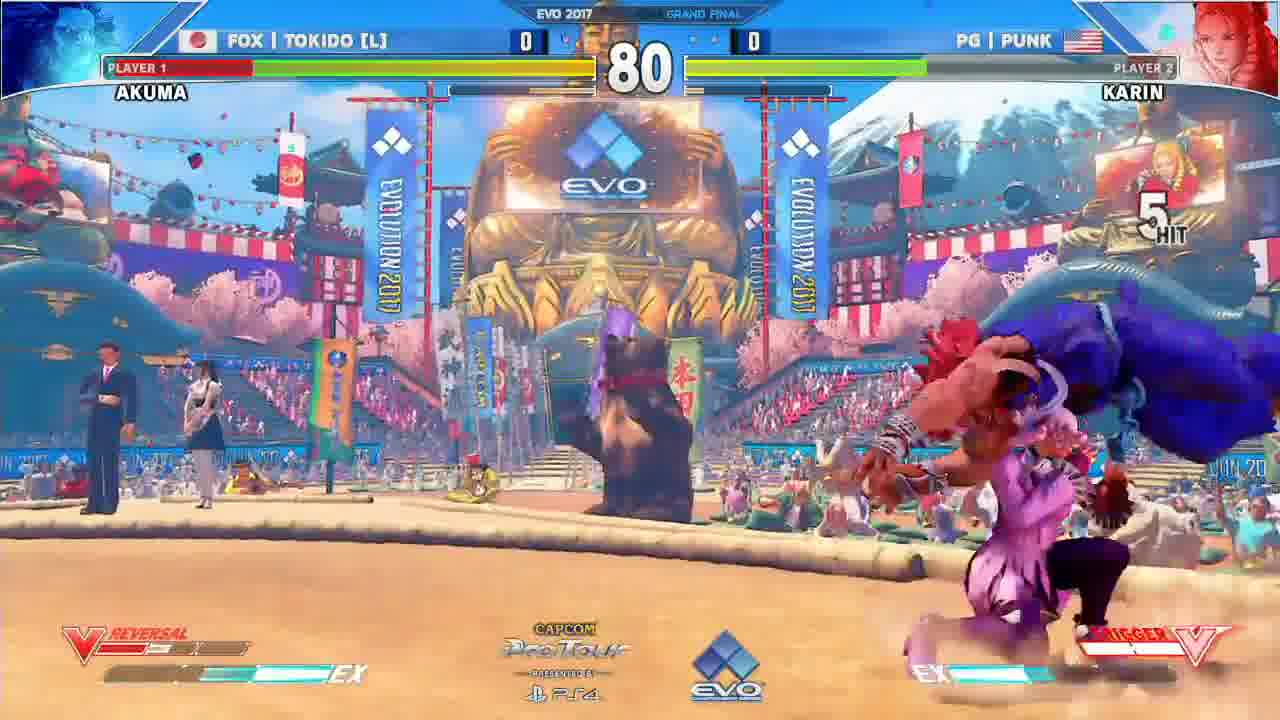 EVO 2017 GRAND FINAL
FOX | TOKIDO [L] 0
80
0 PG | PUNK
PLAYER 1
PLAYER 2
AKUMA
KARIN
EVO
EVOLUTION 2017
EVOLUTION 2017
5 HIT
REVERSAL
EX
EX
CAPCOM
Pro Tour
PRESENTED BY
PS4
EVO